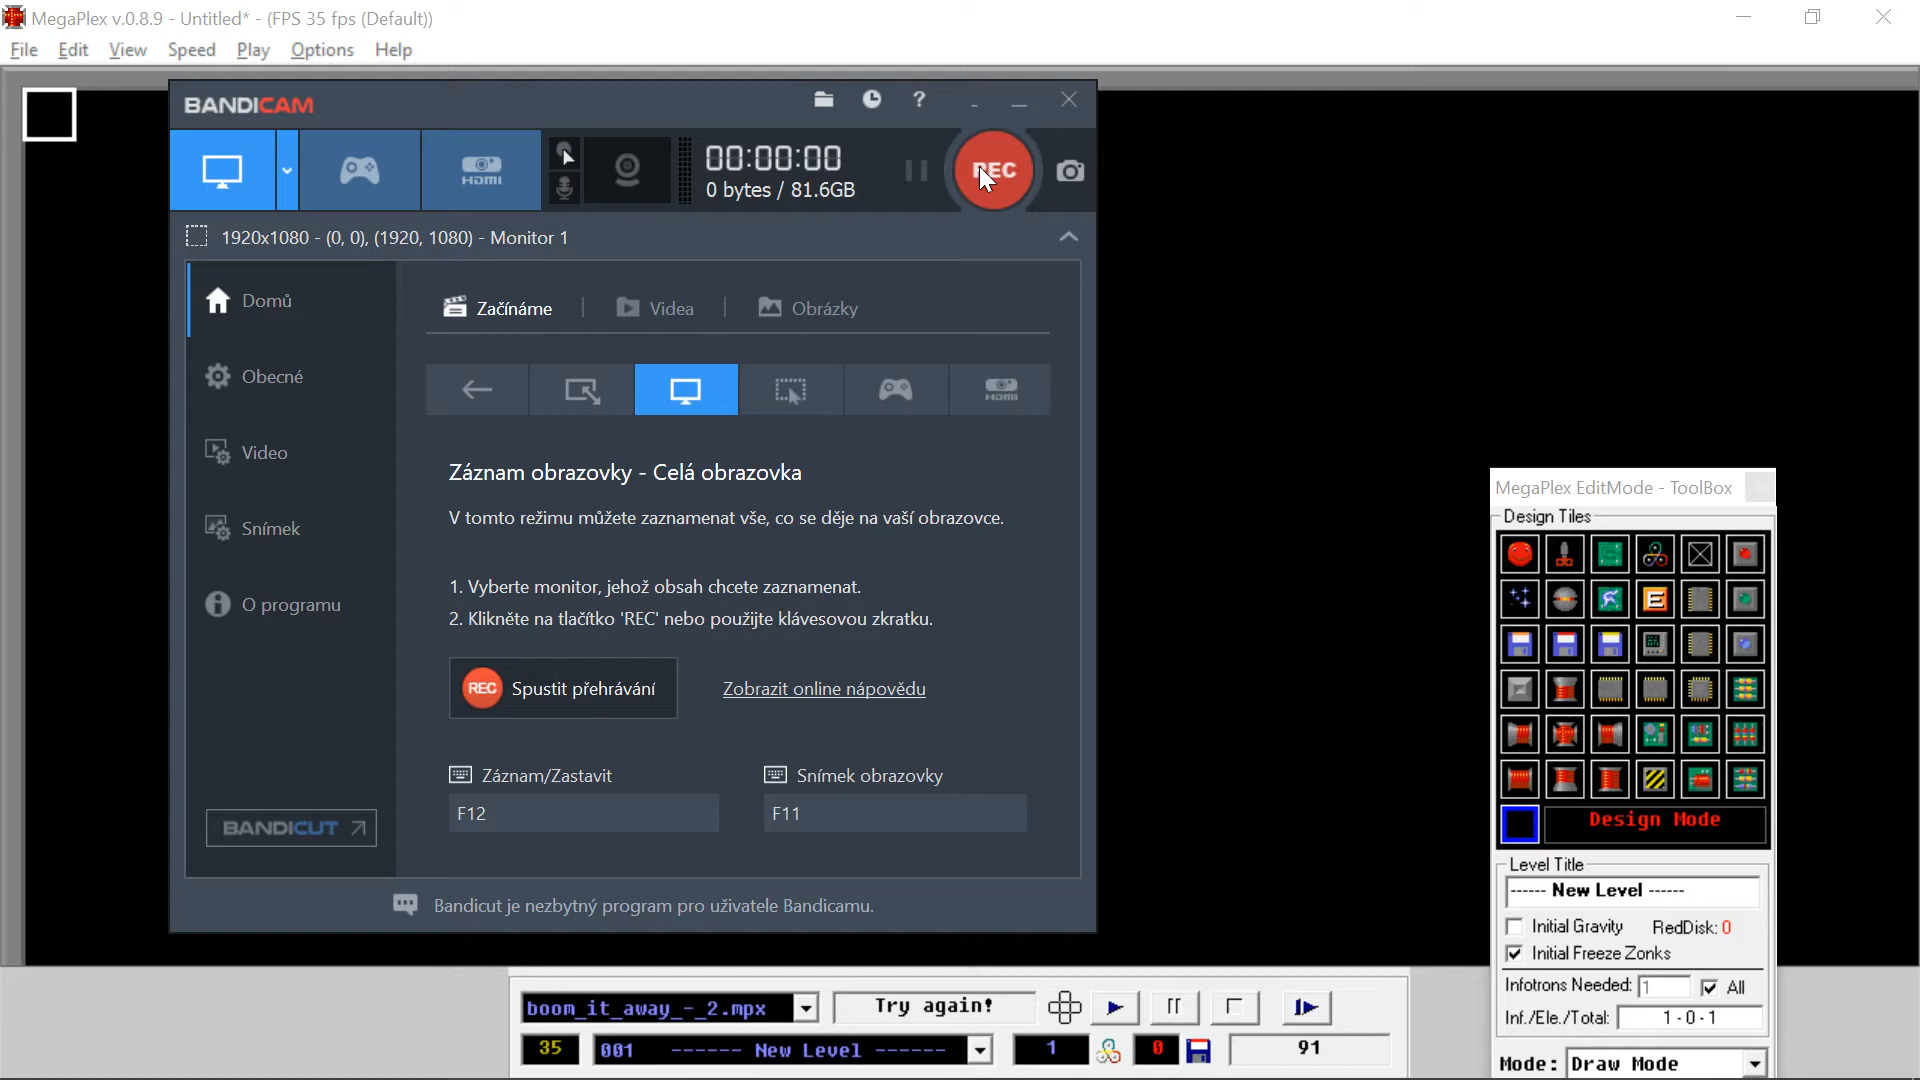 MegaPlex v.0.8.9 - Untitled* - (FPS 35 fps (Default))
File Edit View Speed Play Options Help
BANDICAM
HDMI
00:00:00
0 bytes / 81.6GB
REC
1920x1080 - (0, 0), (1920, 1080) - Monitor 1
Domů
Obecné
Video
Snímek
O programu
BANDICUT
Začínáme
Videa
Obrázky
HDMI
Záznam obrazovky - Celá obrazovka
V tomto režimu můžete zaznamenat vše, co se děje na vaší obrazovce.
1. Vyberte monitor, jehož obsah chcete zaznamenat.
2. Klikněte na tlačítko 'REC' nebo použijte klávesovou zkratku.
REC Spustit přehrávání
Zobrazit online nápovědu
Záznam/Zastavit
F12
Snímek obrazovky
F11
Bandicut je nezbytný program pro uživatele Bandicamu.
MegaPlex EditMode - ToolBox
Design Tiles
E
Design Mode
Level Title
------ New Level ------
Initial Gravity RedDisk: 0
Initial Freeze Zonks
Infotrons Needed: 1 All
Inf./Ele./Total: 1 - 0 - 1
Mode: Draw Mode
boom_it_away_-_2.mpx
Try again!
35
001 ------ New Level ------
1
0
91